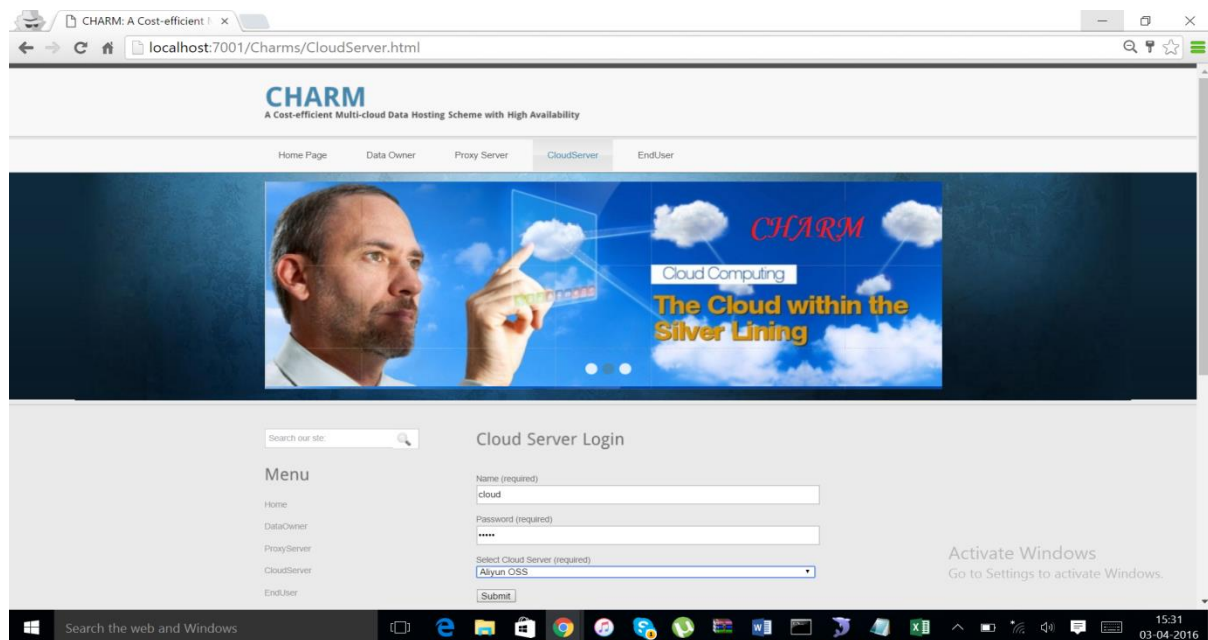 CHARM: A Cost-efficient
localhost:7001/Charms/CloudServer.html
CHARM
A Cost-efficient Multi-cloud Data Hosting Scheme with High Availability
Home Page Data Owner Proxy Server CloudServer EndUser
CHARM
Cloud Computing
The Cloud within the
Silver Lining
Search our site:
Cloud Server Login
Menu
Name (required)
cloud
Home
Password (required)
DataOwner
•••••
ProxyServer
Select Cloud Server (required)
CloudServer
Aliyun OSS
EndUser
Submit
Activate Windows
Go to Settings to activate Windows.
Search the web and Windows
15:31
03-04-2016